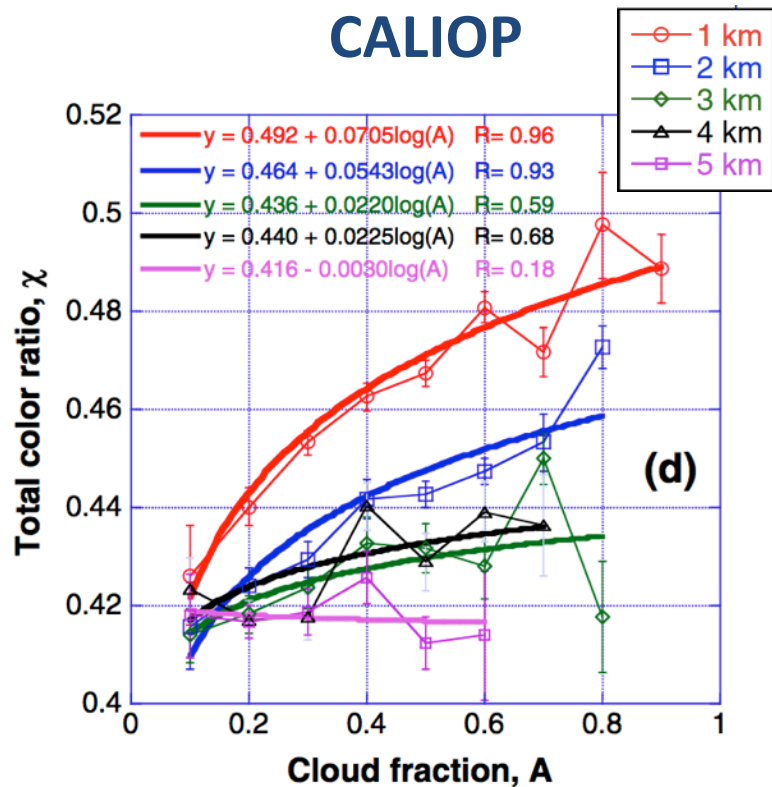 CALIOP
1 km
2 km
3 km
4 km
5 km
0.52
0.5
0.48
0.46
0.44
0.42
0.4
Total color ratio, χ
y = 0.492 + 0.0705log(A) R= 0.96
y = 0.464 + 0.0543log(A) R= 0.93
y = 0.436 + 0.0220log(A) R= 0.59
y = 0.440 + 0.0225log(A) R= 0.68
y = 0.416 - 0.0030log(A) R= 0.18
(d)
0 0.2 0.4 0.6 0.8 1
Cloud fraction, A